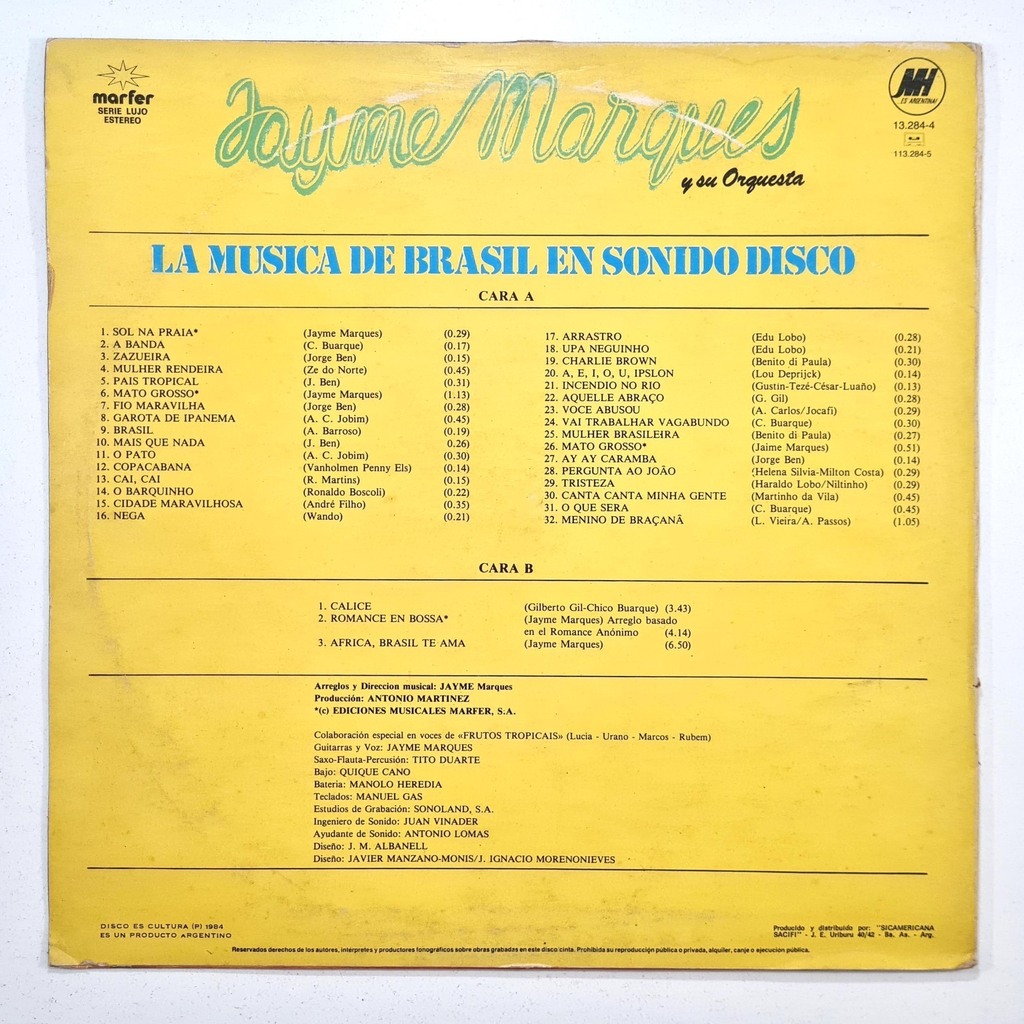 marfer
SERIE LUJO
ESTEREO
Jayme Marques
y su Orquesta
MH
..ES ARGENTINA!
13.284-4
113.284-5
LA MUSICA DE BRASIL EN SONIDO DISCO
CARA A
1. SOL NA PRAIA* (Jayme Marques) (0.29)
2. A BANDA (C. Buarque) (0.17)
3. ZAZUEIRA (Jorge Ben) (0.15)
4. MULHER RENDEIRA (Ze do Norte) (0.45)
5. PAIS TROPICAL (J. Ben) (0.31)
6. MATO GROSSO* (Jayme Marques) (1.13)
7. FIO MARAVILHA (Jorge Ben) (0.28)
8. GAROTA DE IPANEMA (A. C. Jobim) (0.45)
9. BRASIL (A. Barroso) (0.19)
10. MAIS QUE NADA (J. Ben) 0.26)
11. O PATO (A. C. Jobim) (0.30)
12. COPACABANA (Vanholmen Penny Els) (0.14)
13. CAI, CAI (R. Martins) (0.15)
14. O BARQUINHO (Ronaldo Boscoli) (0.22)
15. CIDADE MARAVILHOSA (André Filho) (0.35)
16. NEGA (Wando) (0.21)
17. ARRASTRO (Edu Lobo) (0.28)
18. UPA NEGUINHO (Edu Lobo) (0.21)
19. CHARLIE BROWN (Benito di Paula) (0.30)
20. A, E, I, O, U, IPSLON (Lou Deprijck) (0.14)
21. INCENDIO NO RIO (Gustin-Tezé-César-Luaño) (0.13)
22. AQUELLE ABRAÇO (G. Gil) (0.28)
23. VOCE ABUSOU (A. Carlos/Jocafi) (0.29)
24. VAI TRABALHAR VAGABUNDO (C. Buarque) (0.30)
25. MULHER BRASILEIRA (Benito di Paula) (0.27)
26. MATO GROSSO* (Jaime Marques) (0.51)
27. AY AY CARAMBA (Jorge Ben) (0.14)
28. PERGUNTA AO JOÃO (Helena Silvia-Milton Costa) (0.29)
29. TRISTEZA (Haraldo Lobo/Niltinho) (0.29)
30. CANTA CANTA MINHA GENTE (Martinho da Vila) (0.45)
31. O QUE SERA (C. Buarque) (0.45)
32. MENINO DE BRAÇANÃ (L. Vieira/A. Passos) (1.05)
CARA B
1. CALICE (Gilberto Gil-Chico Buarque) (3.43)
2. ROMANCE EN BOSSA* (Jayme Marques) Arreglo basado
en el Romance Anónimo (4.14)
3. AFRICA, BRASIL TE AMA (Jayme Marques) (6.50)
Arreglos y Direccion musical: JAYME Marques
Producción: ANTONIO MARTINEZ
*(c) EDICIONES MUSICALES MARFER, S.A.
Colaboración especial en voces de «FRUTOS TROPICAIS» (Lucia - Urano - Marcos - Rubem)
Guitarras y Voz: JAYME MARQUES
Saxo-Flauta-Percusión: TITO DUARTE
Bajo: QUIQUE CANO
Bateria: MANOLO HEREDIA
Teclados: MANUEL GAS
Estudios de Grabación: SONOLAND, S.A.
Ingeniero de Sonido: JUAN VINADER
Ayudante de Sonido: ANTONIO LOMAS
Diseño: J. M. ALBANELL
Diseño: JAVIER MANZANO-MONIS/J. IGNACIO MORENONIEVES
DISCO ES CULTURA (P) 1984
ES UN PRODUCTO ARGENTINO
Producido y distribuido por: "SICAMERICANA
SACIFI" - J. E. Uriburu 40/42 - Bs. As. - Arg.
Reservados derechos de los autores, intérpretes y productores fonográficos sobre obras grabadas en este disco/cinta. Prohibida su reproducción pública o privada, alquiler, canje o ejecución pública.